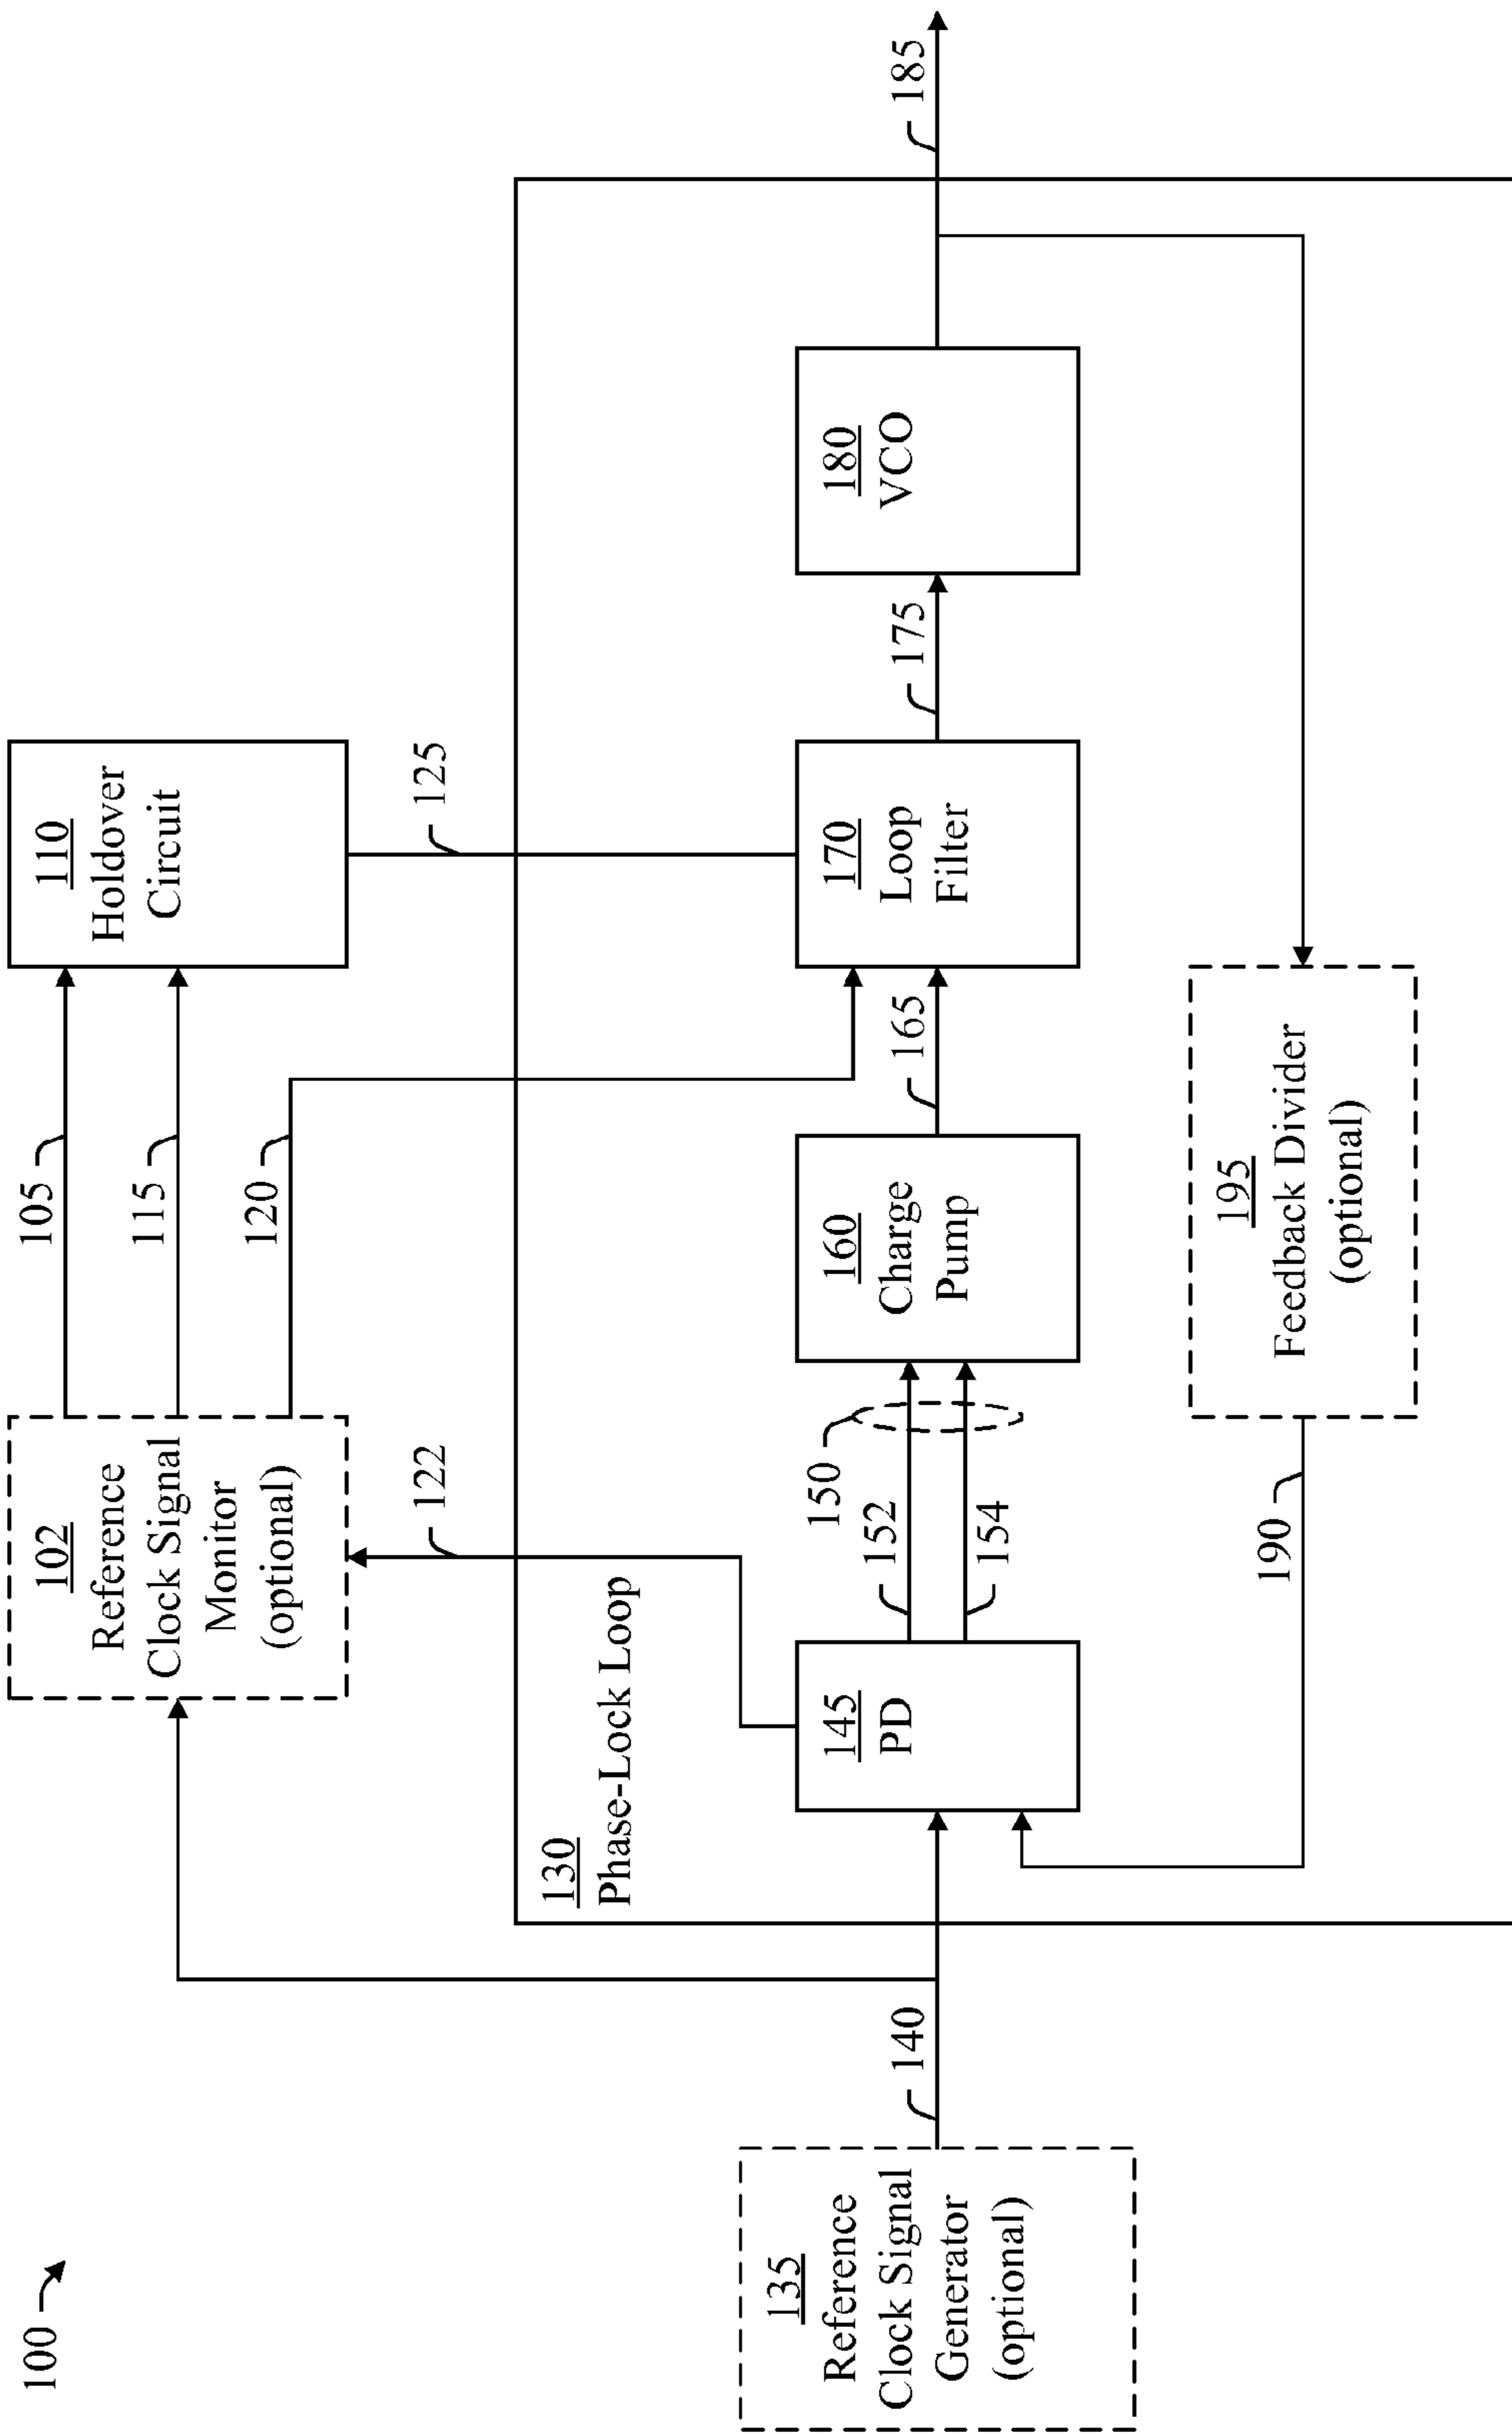 100
102
Reference
Clock Signal
Monitor
(optional)
105
115
120
110
Holdover
Circuit
122
125
130
Phase-Lock Loop
135
Reference
Clock Signal
Generator
(optional)
140
145
PD
150
152
154
160
Charge
Pump
165
170
Loop
Filter
175
180
VCO
185
190
195
Feedback Divider
(optional)